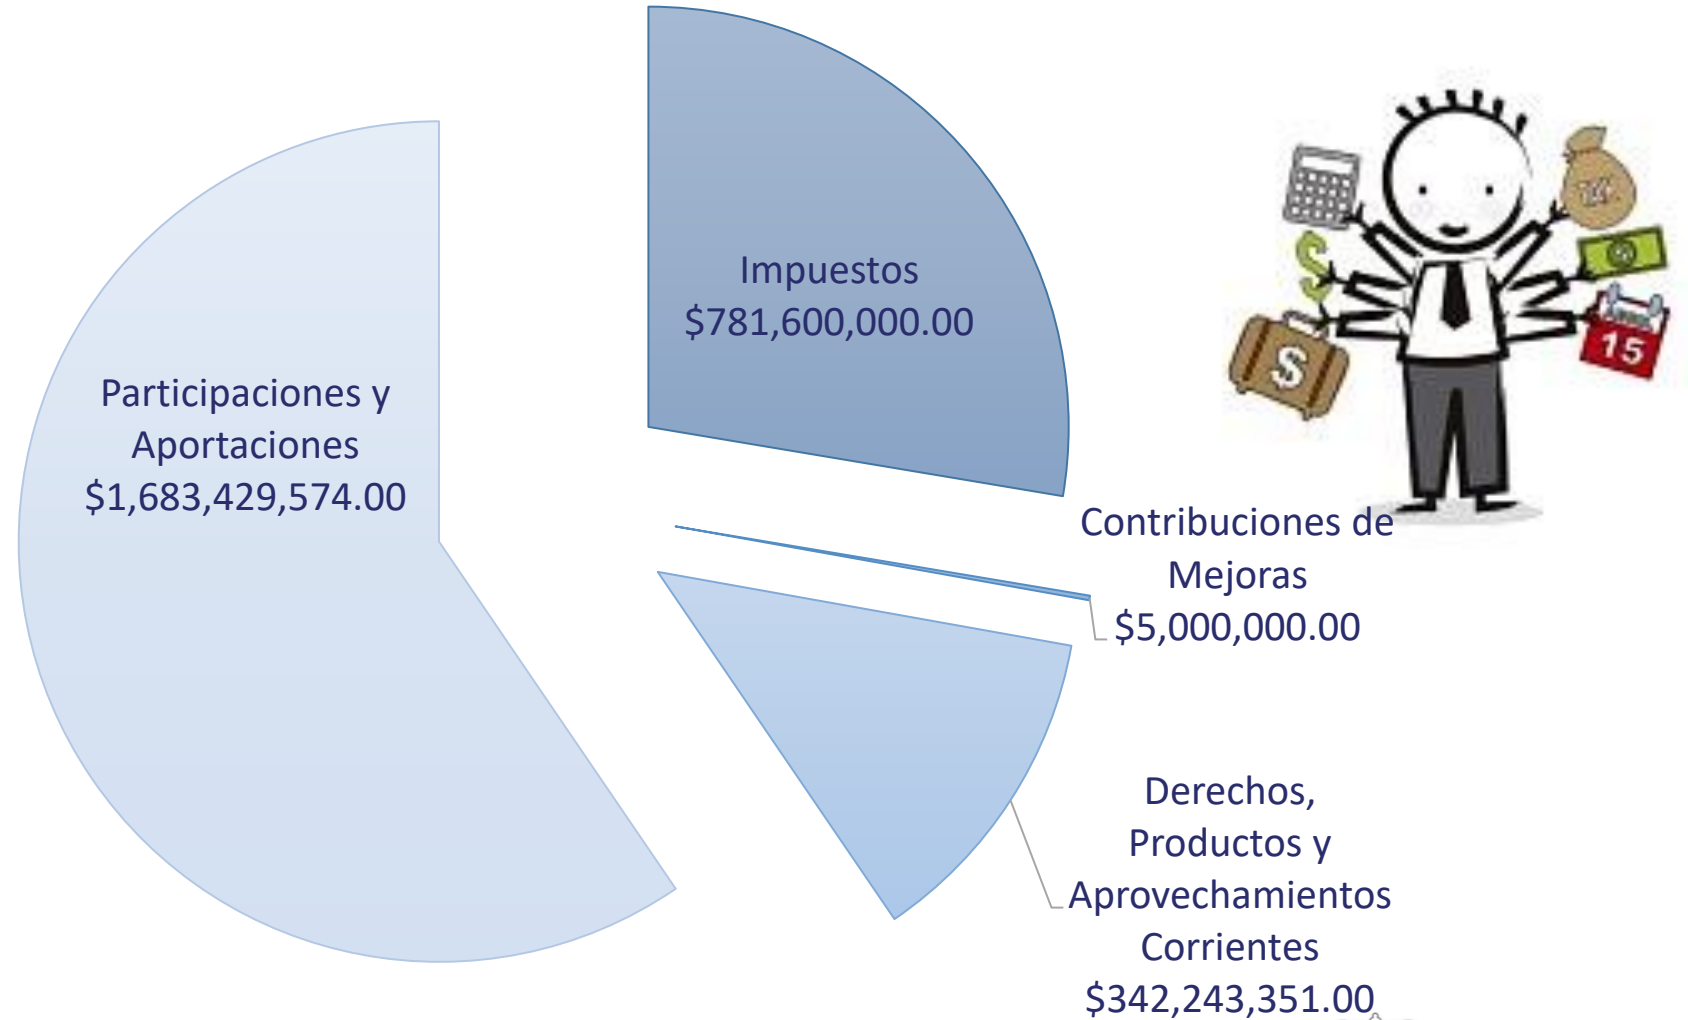 Impuestos
$781,600,000.00
Participaciones y
Aportaciones
$1,683,429,574.00
Contribuciones de
Mejoras
$5,000,000.00
Derechos,
Productos y
Aprovechamientos
Corrientes
$342,243,351.00
$
$
15